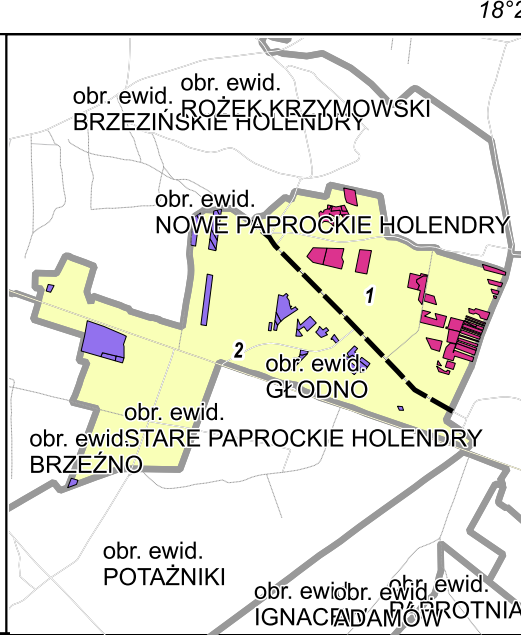 18°2
obr. ewid.
ROŻEK KRZYMOWSKI
obr. ewid.
BRZEZIŃSKIE HOLENDRY
obr. ewid.
NOWE PAPROCKIE HOLENDRY
1
2
obr. ewid.
GŁODNO
obr. ewid.
STARE PAPROCKIE HOLENDRY
obr. ewid.
BRZEŹNO
obr. ewid.
POTAŻNIKI
obr. ewid.
obr. ewid.
ADAMÓW
obr. ewid.